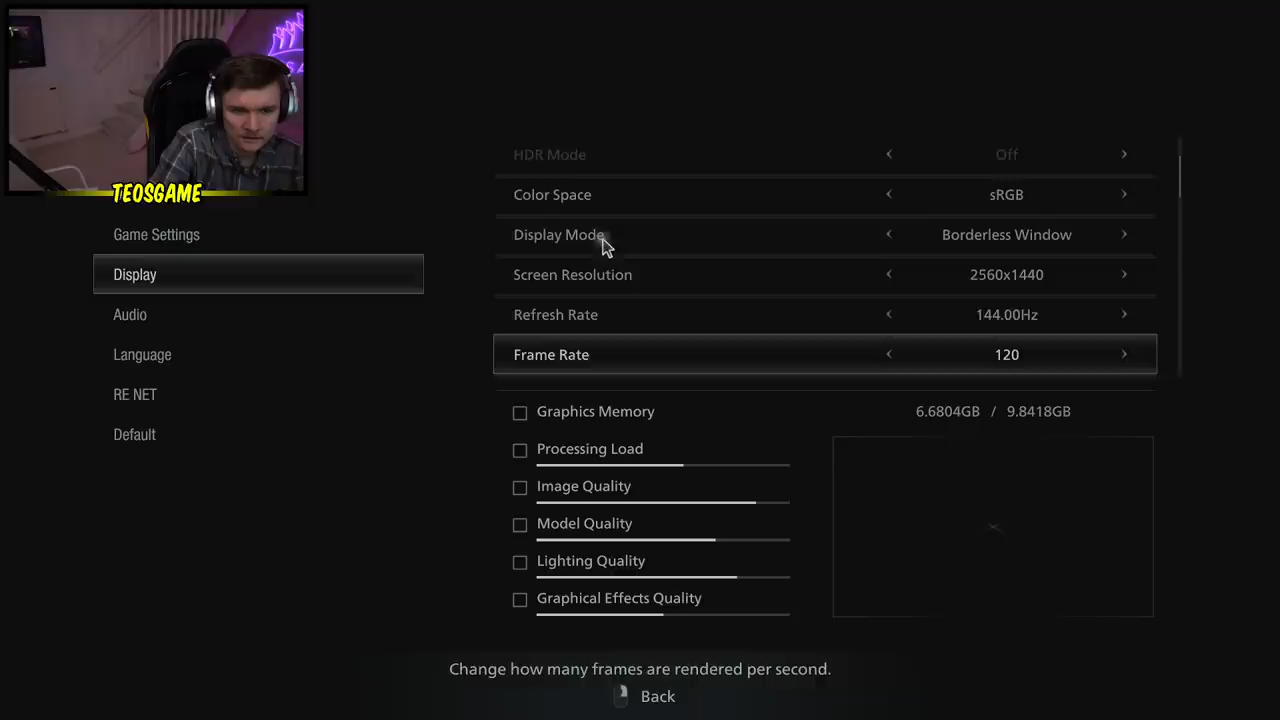 TEOSGAME
Game Settings
Display
Audio
Language
RE NET
Default
HDR Mode Off
Color Space sRGB
Display Mode Borderless Window
Screen Resolution 2560x1440
Refresh Rate 144.00Hz
Frame Rate 120
Graphics Memory 6.6804GB / 9.8418GB
Processing Load
Image Quality
Model Quality
Lighting Quality
Graphical Effects Quality
Change how many frames are rendered per second.
Back